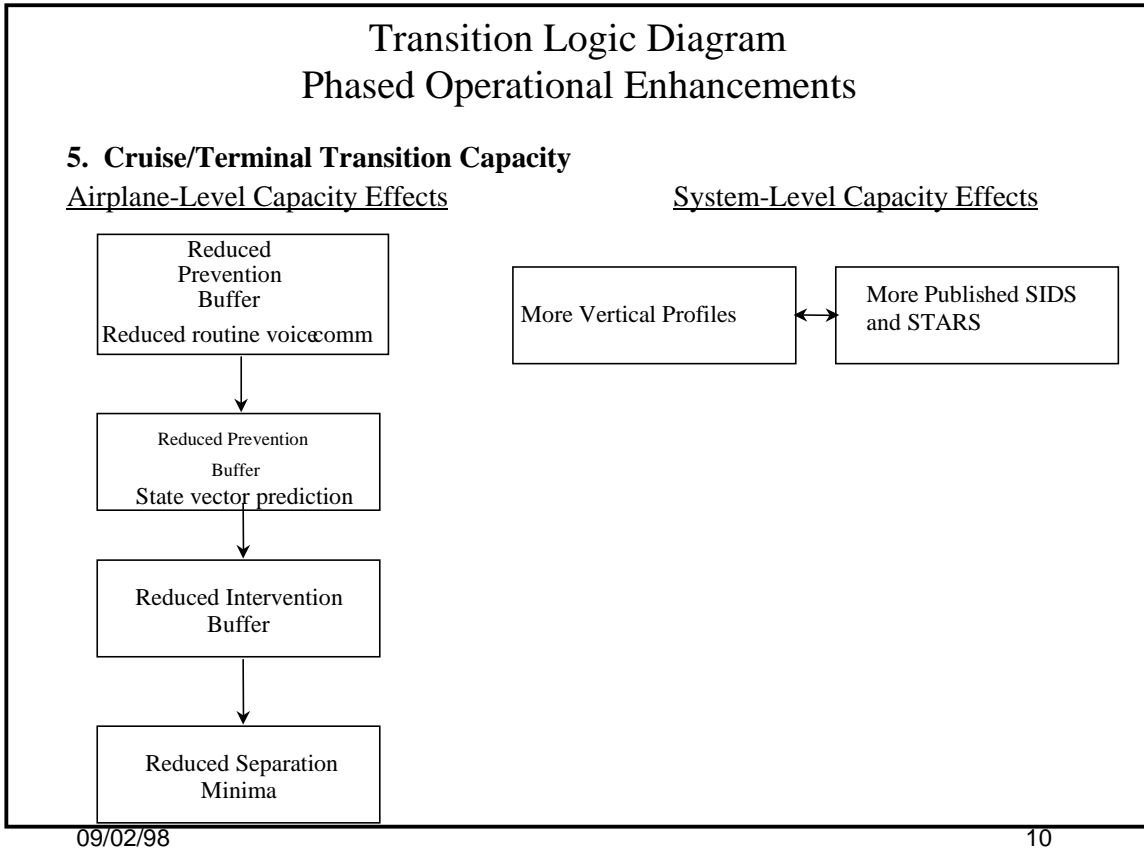 Transition Logic Diagram
Phased Operational Enhancements
5. Cruise/Terminal Transition Capacity
Airplane-Level Capacity Effects
System-Level Capacity Effects
Reduced
Prevention
Buffer
Reduced routine voice comm
Reduced Prevention
Buffer
State vector prediction
Reduced Intervention
Buffer
Reduced Separation
Minima
More Vertical Profiles
More Published SIDS
and STARS
09/02/98
10